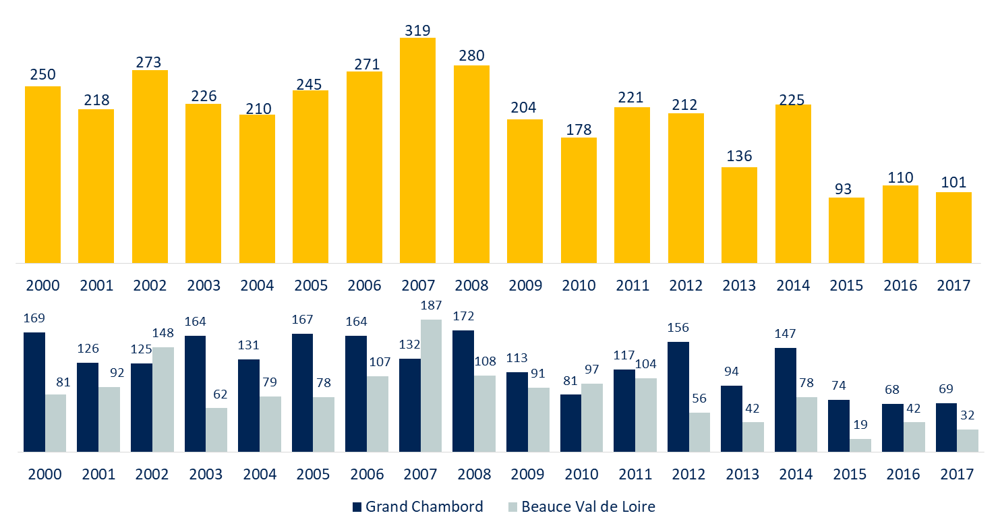 250 218 273 226 210 245 271 319 280 204 178 221 212 136 225 93 110 101
2000 2001 2002 2003 2004 2005 2006 2007 2008 2009 2010 2011 2012 2013 2014 2015 2016 2017
169 81 126 92 125 148 164 62 131 79 167 78 164 107 132 187 172 108 113 91 81 97 117 104 156 56 94 42 147 78 74 19 68 42 69 32
2000 2001 2002 2003 2004 2005 2006 2007 2008 2009 2010 2011 2012 2013 2014 2015 2016 2017
Grand Chambord Beauce Val de Loire